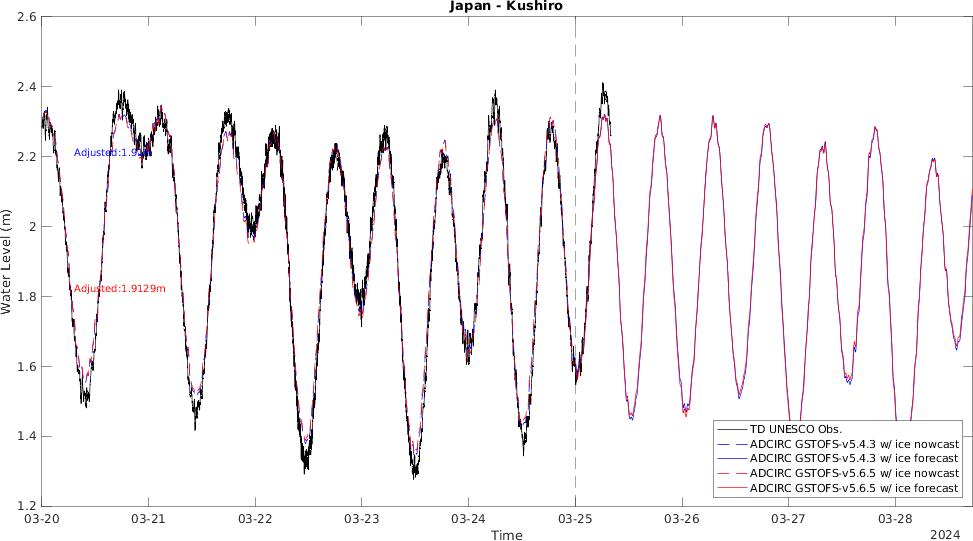 Japan - Kushiro
2.6
2.4
2.2
2
1.8
1.6
1.4
1.2
Water Level (m)
Adjusted:1.9
Adjusted:1.9129m
TD UNESCO Obs.
ADCIRC GSTOFS-v5.4.3 w/ ice nowcast
ADCIRC GSTOFS-v5.4.3 w/ ice forecast
ADCIRC GSTOFS-v5.6.5 w/ ice nowcast
ADCIRC GSTOFS-v5.6.5 w/ ice forecast
03-20 03-21 03-22 03-23 03-24 03-25 03-26 03-27 03-28
Time
2024